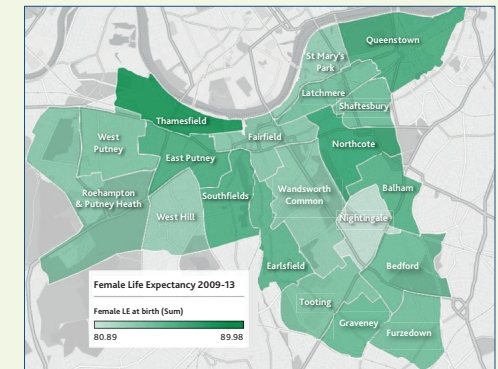 Queenstown
St Mary's
Park
Latchmere
Shaftesbury
Thamesfield
Fairfield
Northcote
West
Putney
East Putney
Balham
Roehampton
& Putney Heath
Southfields
Wandsworth
Common
West Hill
Nightingale
Earlsfield
Bedford
Female Life Expectancy 2009-13
Female LE at birth (Sum)
80.89
89.98
Tooting
Graveney
Furzedown